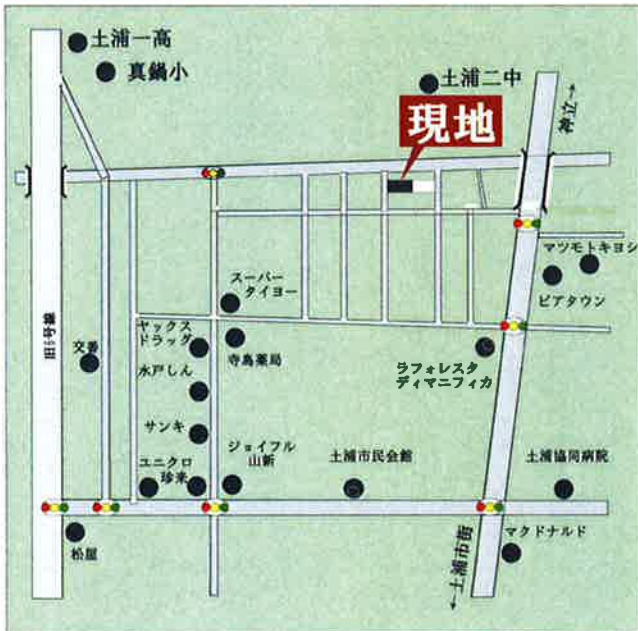 土浦一高
真鍋小
土浦二中
現地
神立→
マツモトキヨシ
ピアタウン
スーパー
タイヨー
ヤックス
ドラッグ
寺島薬局
交番
水戸しん
ラフォレスタ
ディマニフィカ
サンキ
ユニクロ
珍来
ジョイフル
山新
土浦市民会館
土浦協同病院
松屋
マクドナルド
←土浦市街